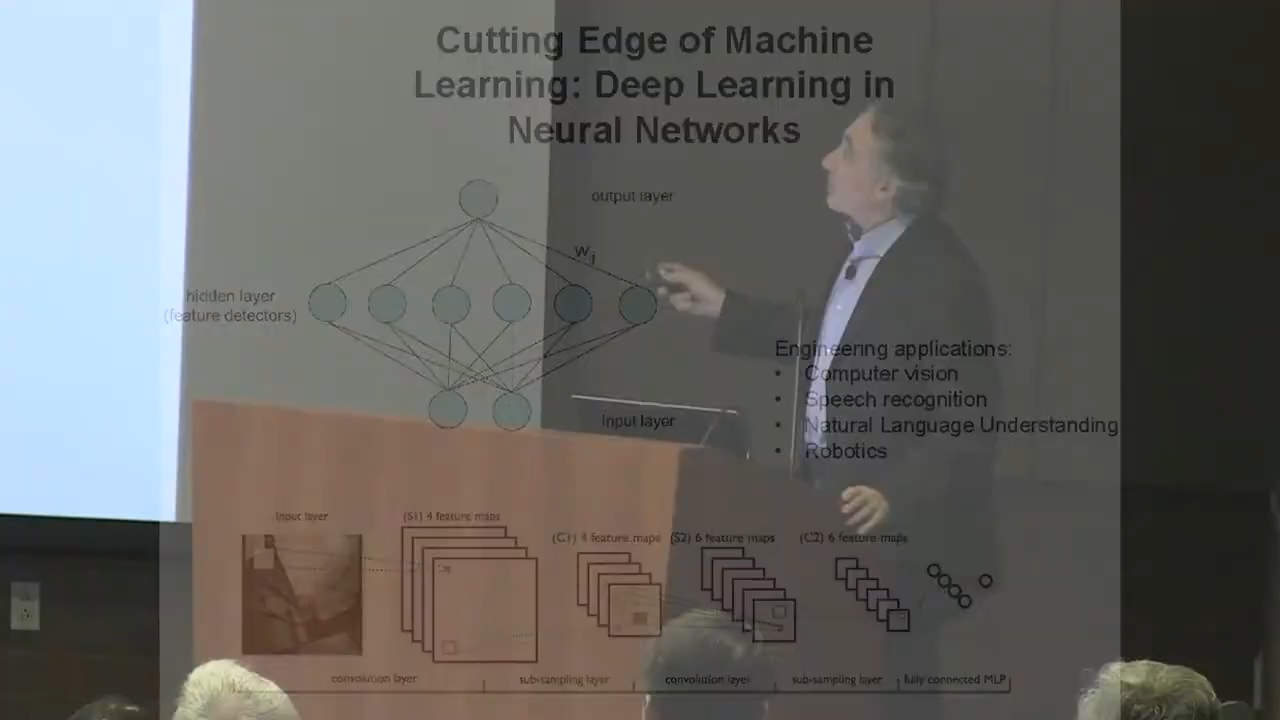 Cutting Edge of Machine
Learning: Deep Learning in
Neural Networks
output layer
wj
hidden layer
(feature detectors)
input layer
Engineering applications:
• Computer vision
• Speech recognition
• Natural Language Understanding
• Robotics
input layer
(S1) 4 feature maps
(C1) 4 feature maps
(S2) 6 feature maps
(C2) 6 feature maps
convolution layer
sub-sampling layer
convolution layer
sub-sampling layer
fully connected MLP